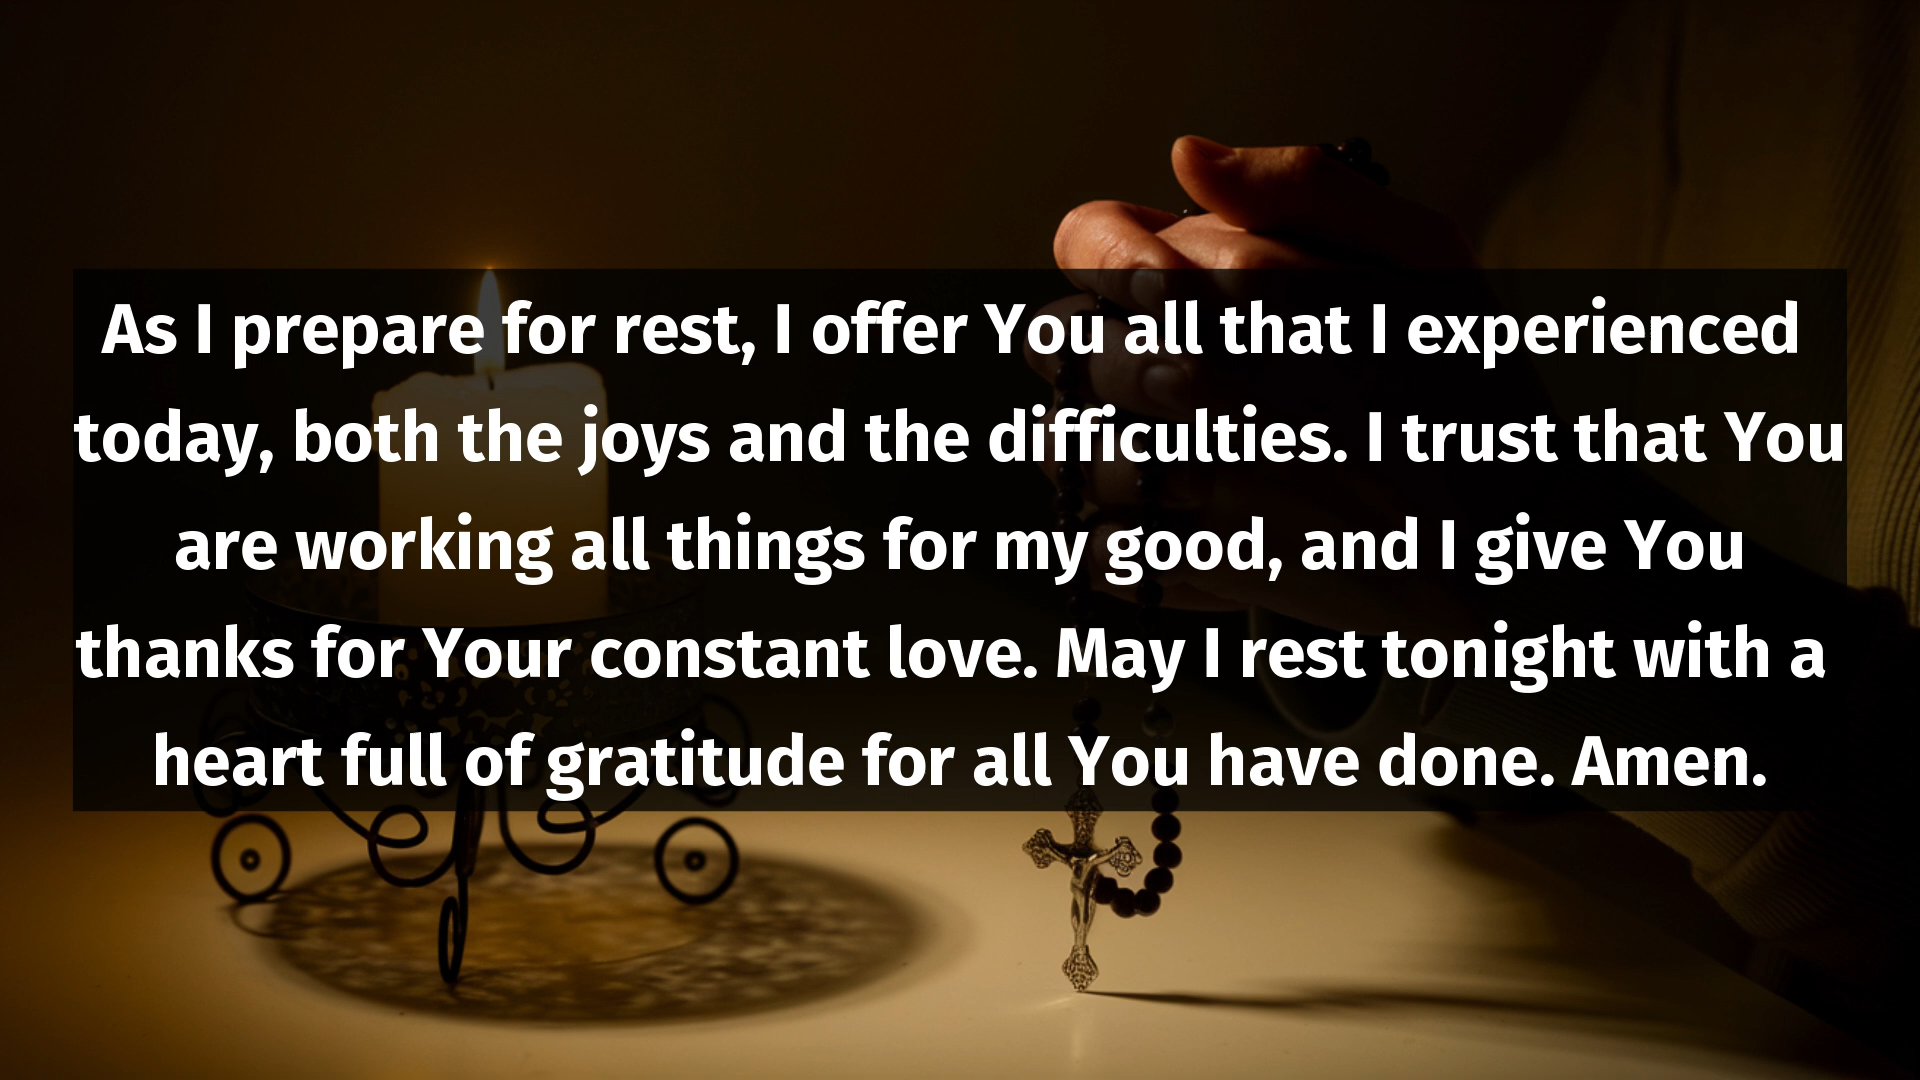 As I prepare for rest, I offer You all that I experienced
today, both the joys and the difficulties. I trust that You
are working all things for my good, and I give You
thanks for Your constant love. May I rest tonight with a
heart full of gratitude for all You have done. Amen.